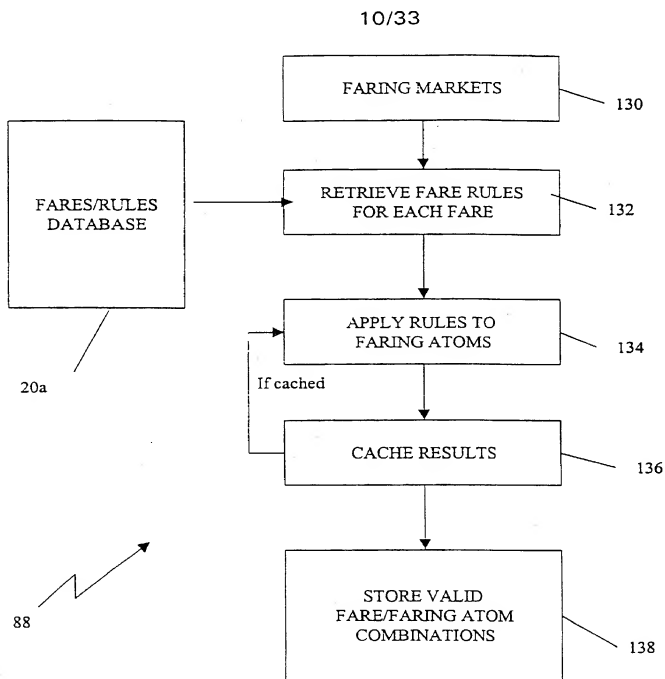 10/33
FARING MARKETS
130
FARES/RULES
DATABASE
20a
RETRIEVE FARE RULES
FOR EACH FARE
132
APPLY RULES TO
FARING ATOMS
134
If cached
CACHE RESULTS
136
STORE VALID
FARE/FARING ATOM
COMBINATIONS
138
88